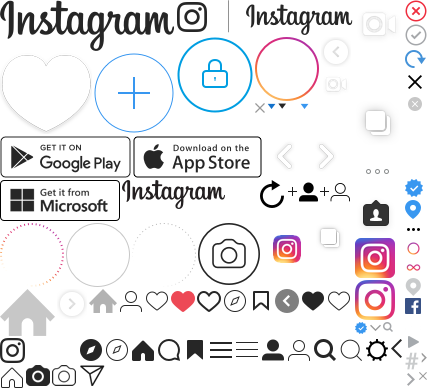 Instagram
Instagram
GET IT ON
Google Play
Download on the
App Store
Get it from
Microsoft
Instagram